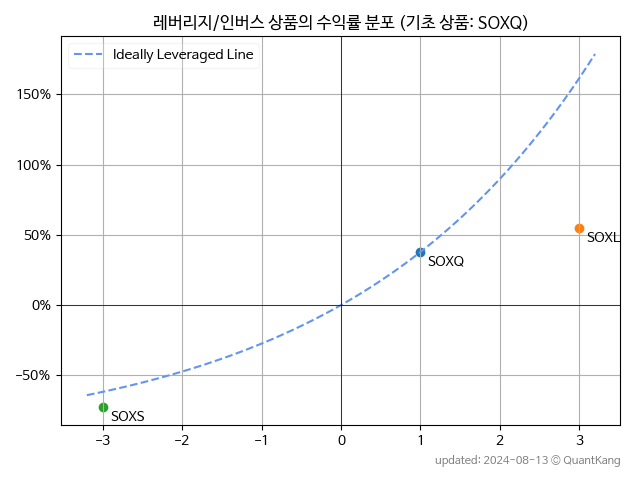 레버리지/인버스 상품의 수익률 분포 (기초 상품: SOXQ)
Ideally Leveraged Line
150%
100%
50%
0%
−50%
SOXL
SOXQ
SOXS
−3 −2 −1 0 1 2 3
updated: 2024-08-13 © QuantKang